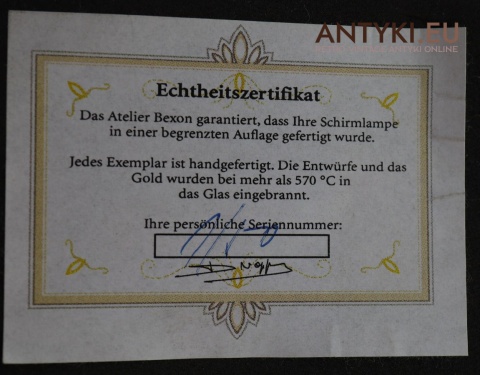 ANTYKI.EU
Echtheitszertifikat
Das Atelier Bexon garantiert, dass Ihre Schirmlampe
in einer begrenzten Auflage gefertigt wurde.
Jedes Exemplar ist handgefertigt. Die Entwürfe und das
Gold wurden bei mehr als 570 °C in
das Glas eingebrannt.
Ihre persönliche Seriennummer: